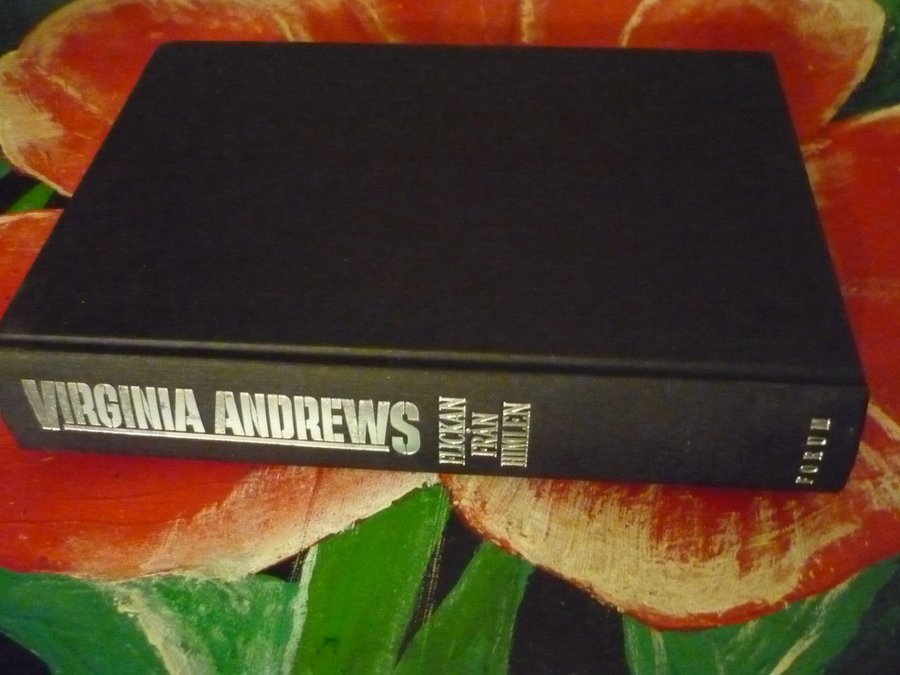 VIRGINIA ANDREWS
FLICKAN
FRÅN
HIMLEN
FORUM